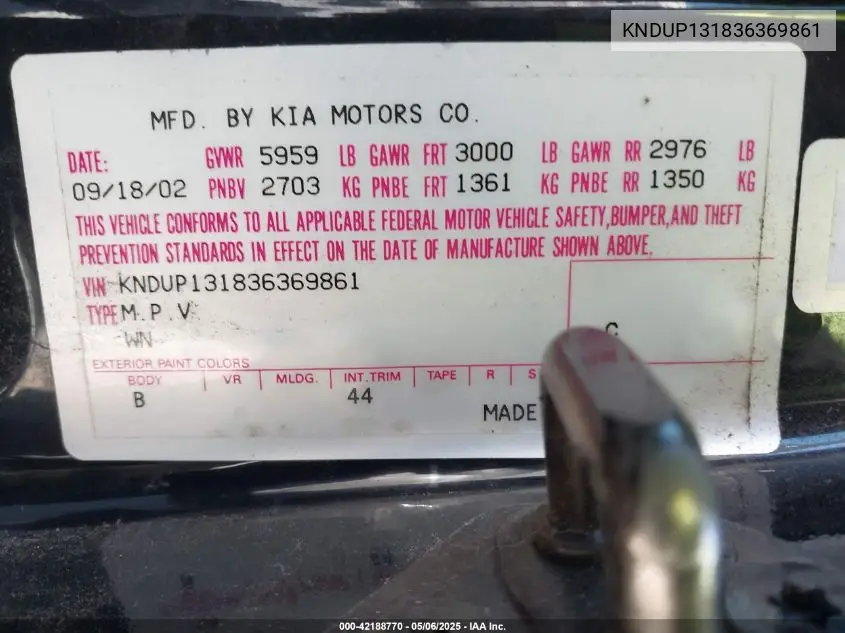 KNDUP131836369861
MFD. BY KIA MOTORS CO.
DATE: GVWR 5959 LB GAWR FRT 3000 LB GAWR RR 2976 LB
09/18/02 PNBV 2703 KG PNBE FRT 1361 KG PNBE RR 1350 KG
THIS VEHICLE CONFORMS TO ALL APPLICABLE FEDERAL MOTOR VEHICLE SAFETY,BUMPER,AND THEFT
PREVENTION STANDARDS IN EFFECT ON THE DATE OF MANUFACTURE SHOWN ABOVE.
VIN KNDUP131836369861
TYPE M.P.V
WN
EXTERIOR PAINT COLORS
BODY VR MLDG. INT.TRIM TAPE R S
B 44
MADE
000-42188770 - 05/06/2025 - IAA Inc.